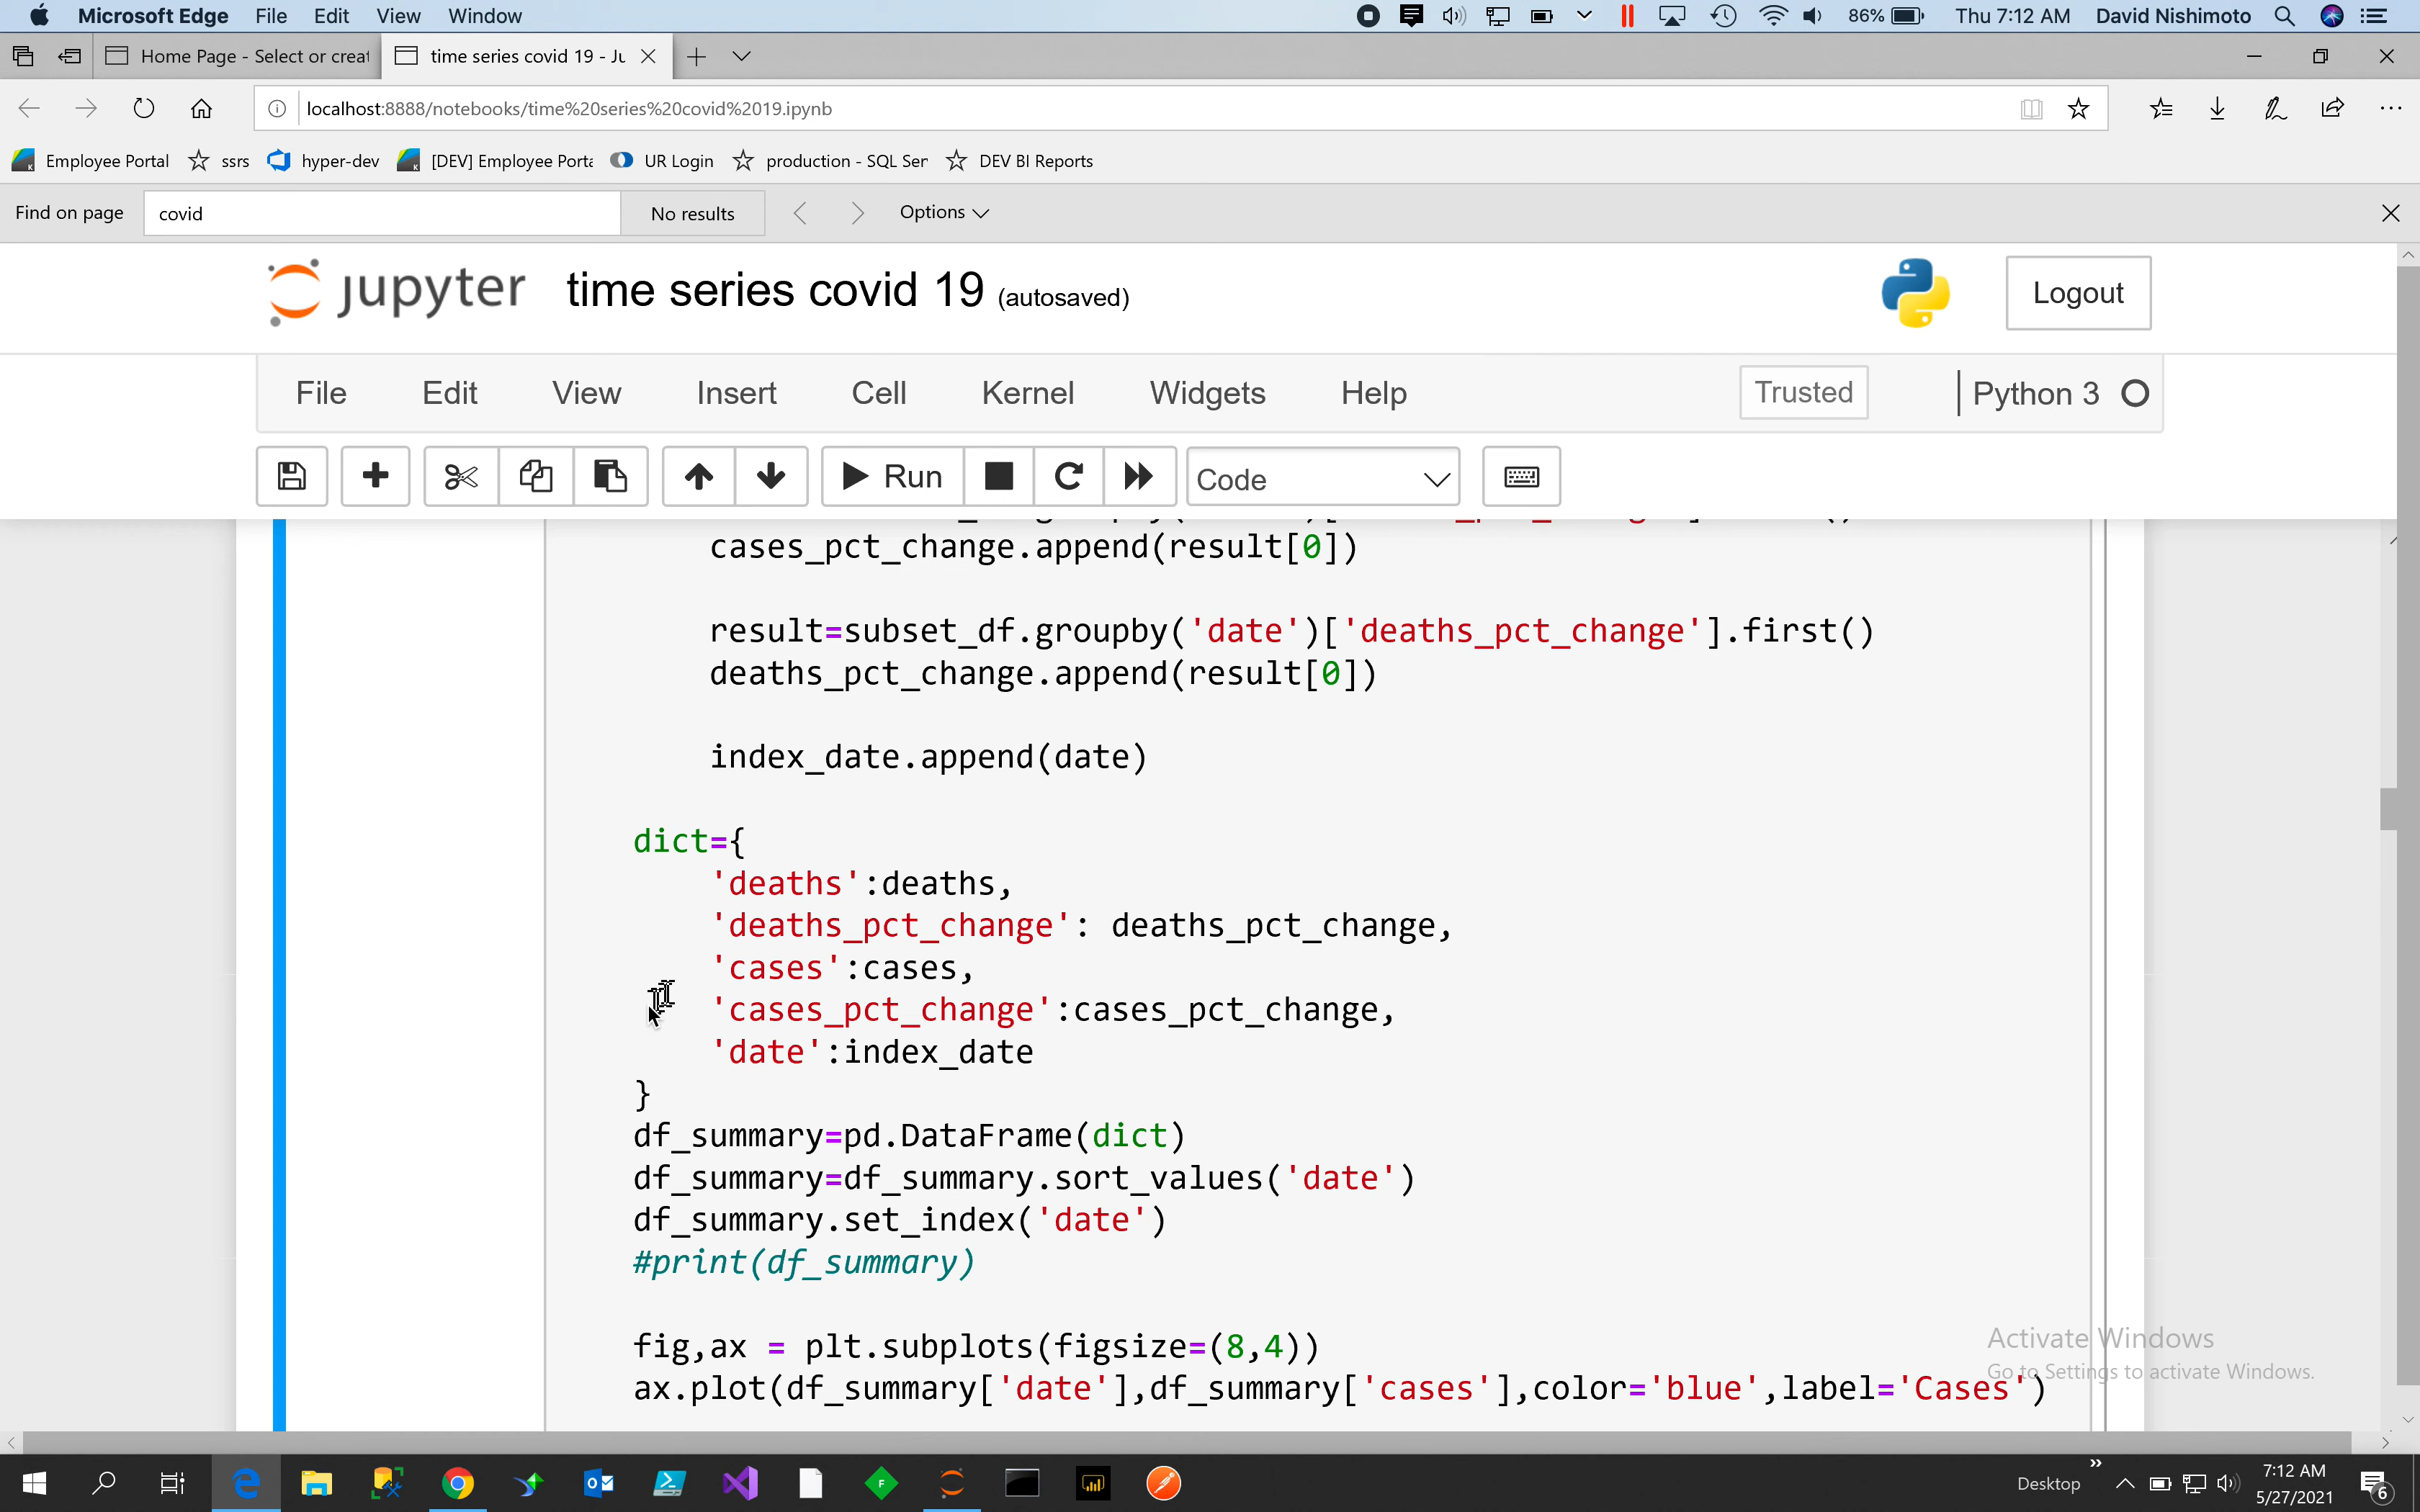 Microsoft Edge File Edit View Window 86% Thu 7:12 AM David Nishimoto
Home Page - Select or creat time series covid 19 - Ju
localhost:8888/notebooks/time%20series%20covid%2019.ipynb
Employee Portal ssrs hyper-dev [DEV] Employee Porta UR Login production - SQL Ser DEV BI Reports
Find on page covid No results Options
jupyter time series covid 19 (autosaved) Logout
File Edit View Insert Cell Kernel Widgets Help Trusted Python 3
Run Code
cases_pct_change.append(result[0])
result=subset_df.groupby('date')['deaths_pct_change'].first()
deaths_pct_change.append(result[0])
index_date.append(date)
dict={
'deaths':deaths,
'deaths_pct_change': deaths_pct_change,
'cases':cases,
'cases_pct_change':cases_pct_change,
'date':index_date
}
df_summary=pd.DataFrame(dict)
df_summary=df_summary.sort_values('date')
df_summary.set_index('date')
#print(df_summary)
fig,ax = plt.subplots(figsize=(8,4))
ax.plot(df_summary['date'],df_summary['cases'],color='blue',label='Cases')
Activate Windows
Go to Settings to activate Windows.
Desktop 7:12 AM
5/27/2021 6